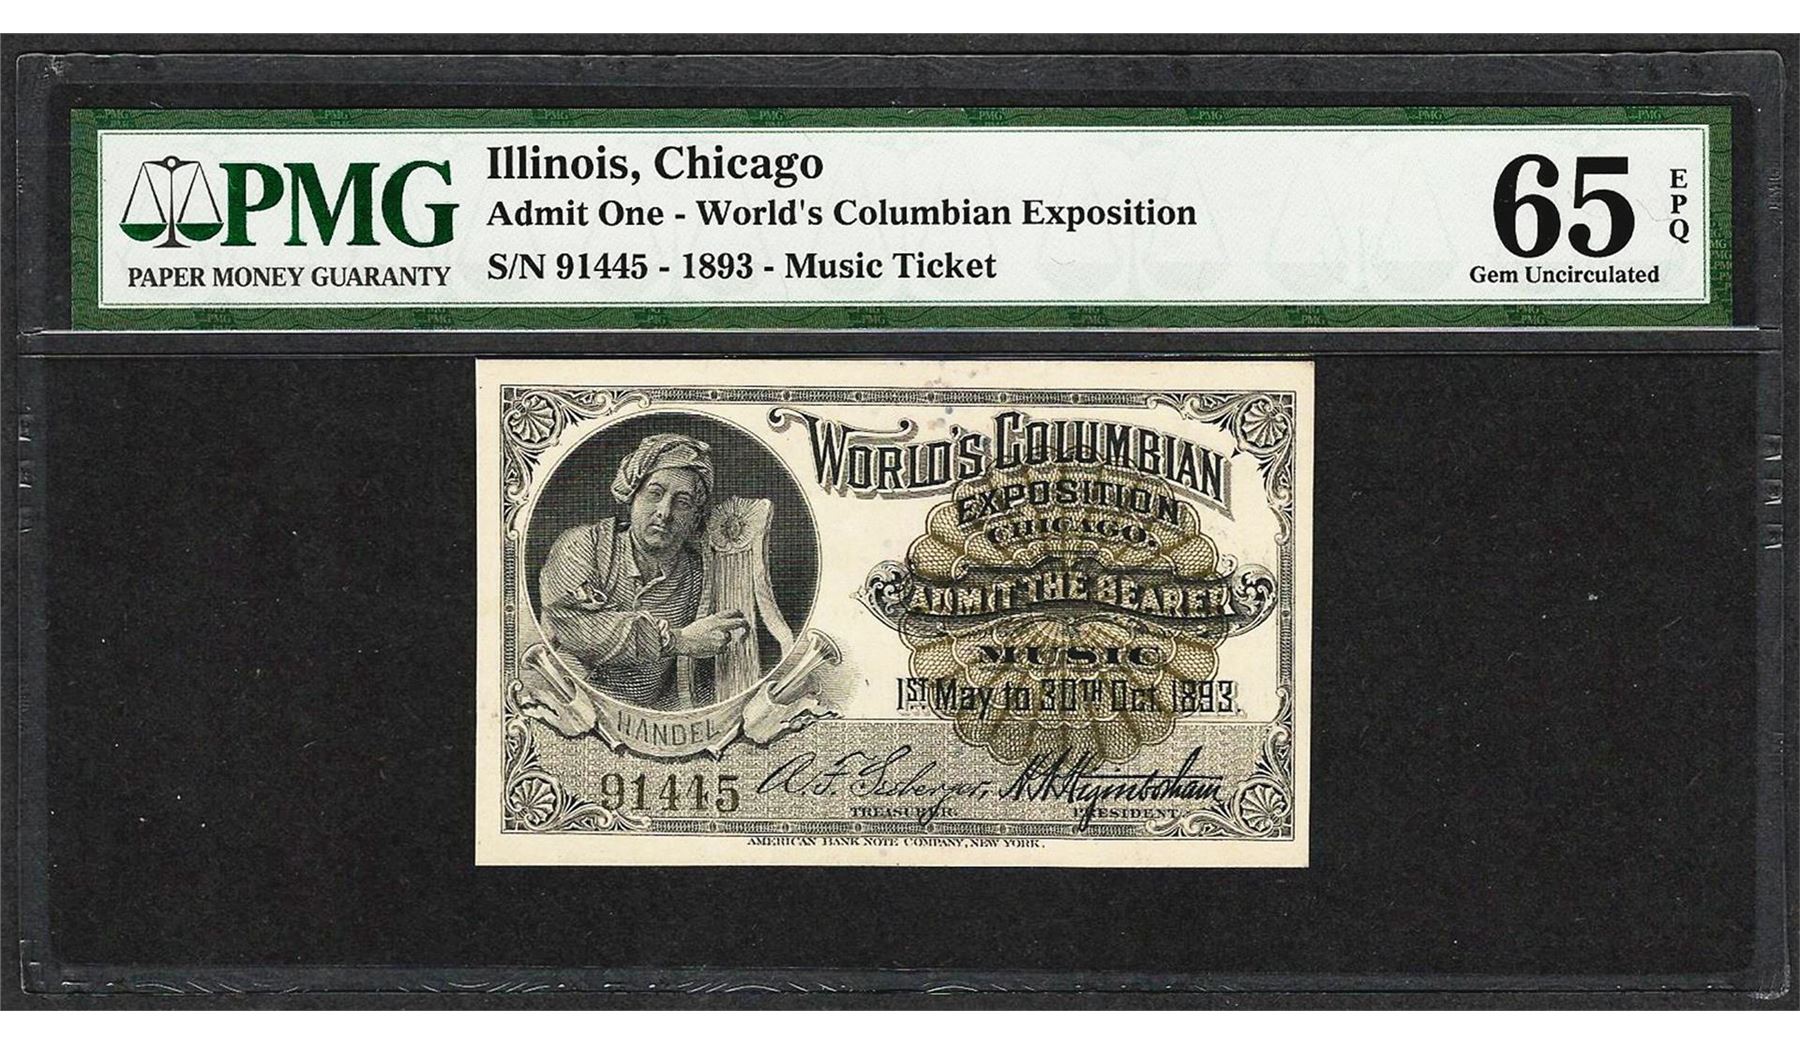 PMG
PAPER MONEY GUARANTY
Illinois, Chicago
Admit One - World's Columbian Exposition
S/N 91445 - 1893 - Music Ticket
65
EPQ
Gem Uncirculated
WORLD'S COLUMBIAN
EXPOSITION
CHICAGO.
ADMIT THE BEARER
MUSIC
1ST May to 30TH Oct. 1893.
HANDEL
91445
A. F. Seeberger,
TREASURER.
H. N. Higinbotham
PRESIDENT.
AMERICAN BANK NOTE COMPANY, NEW YORK.